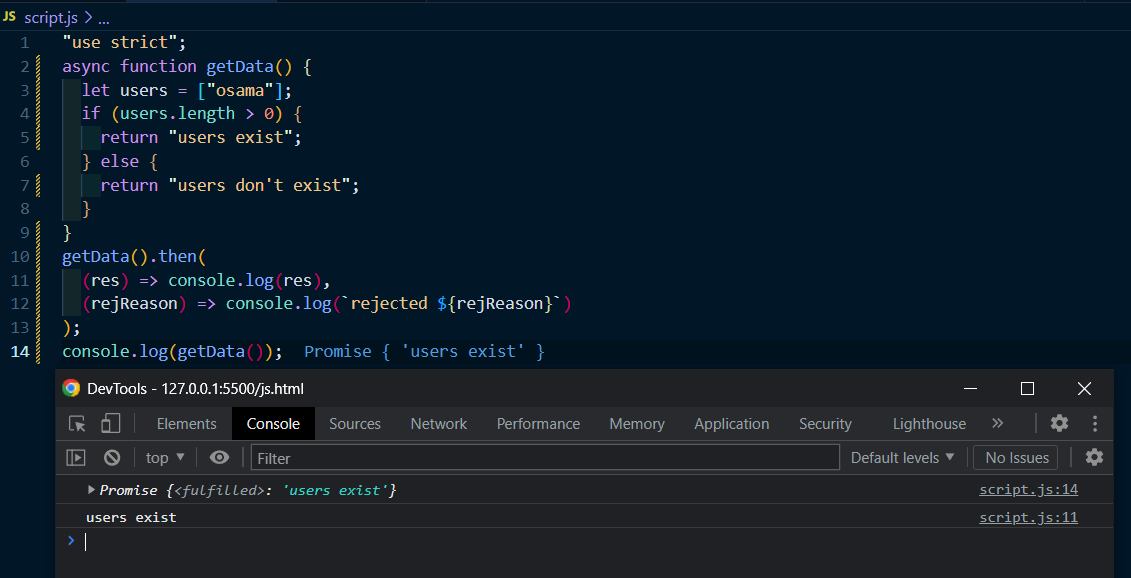 JS script.js > ...
1 "use strict";
2 async function getData() {
3 let users = ["osama"];
4 if (users.length > 0) {
5 return "users exist";
6 } else {
7 return "users don't exist";
8 }
9 }
10 getData().then(
11 (res) => console.log(res),
12 (rejReason) => console.log(`rejected ${rejReason}`)
13 );
14 console.log(getData()); Promise { 'users exist' }
DevTools - 127.0.0.1:5500/js.html
Elements Console Sources Network Performance Memory Application Security Lighthouse »
top ▼ Filter Default levels ▼ No Issues
▶ Promise {<fulfilled>: 'users exist'} script.js:14
users exist script.js:11
>